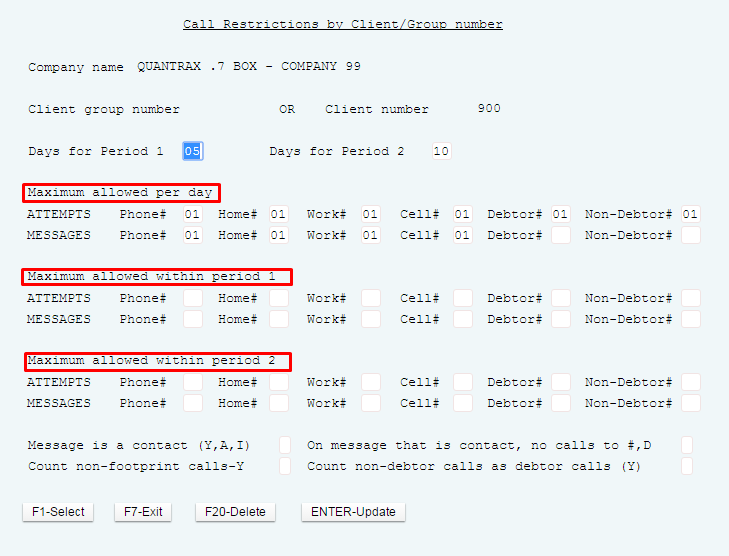 Call Restrictions by Client/Group number
Company name QUANTRAX .7 BOX - COMPANY 99
Client group number OR Client number 900
Days for Period 1 05 Days for Period 2 10
Maximum allowed per day
ATTEMPTS Phone# 01 Home# 01 Work# 01 Cell# 01 Debtor# 01 Non-Debtor# 01
MESSAGES Phone# 01 Home# 01 Work# 01 Cell# 01 Debtor# Non-Debtor#
Maximum allowed within period 1
ATTEMPTS Phone# Home# Work# Cell# Debtor# Non-Debtor#
MESSAGES Phone# Home# Work# Cell# Debtor# Non-Debtor#
Maximum allowed within period 2
ATTEMPTS Phone# Home# Work# Cell# Debtor# Non-Debtor#
MESSAGES Phone# Home# Work# Cell# Debtor# Non-Debtor#
Message is a contact (Y,A,I) On message that is contact, no calls to #,D
Count non-footprint calls-Y Count non-debtor calls as debtor calls (Y)
F1-Select F7-Exit F20-Delete ENTER-Update